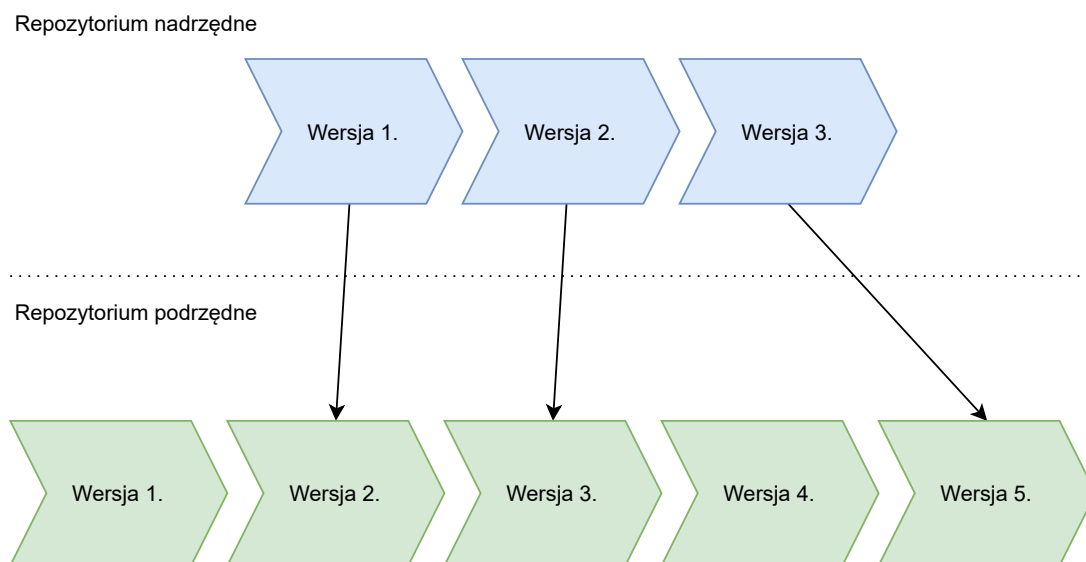 Repozytorium nadrzędne
Wersja 1.
Wersja 2.
Wersja 3.
Repozytorium podrzędne
Wersja 1.
Wersja 2.
Wersja 3.
Wersja 4.
Wersja 5.